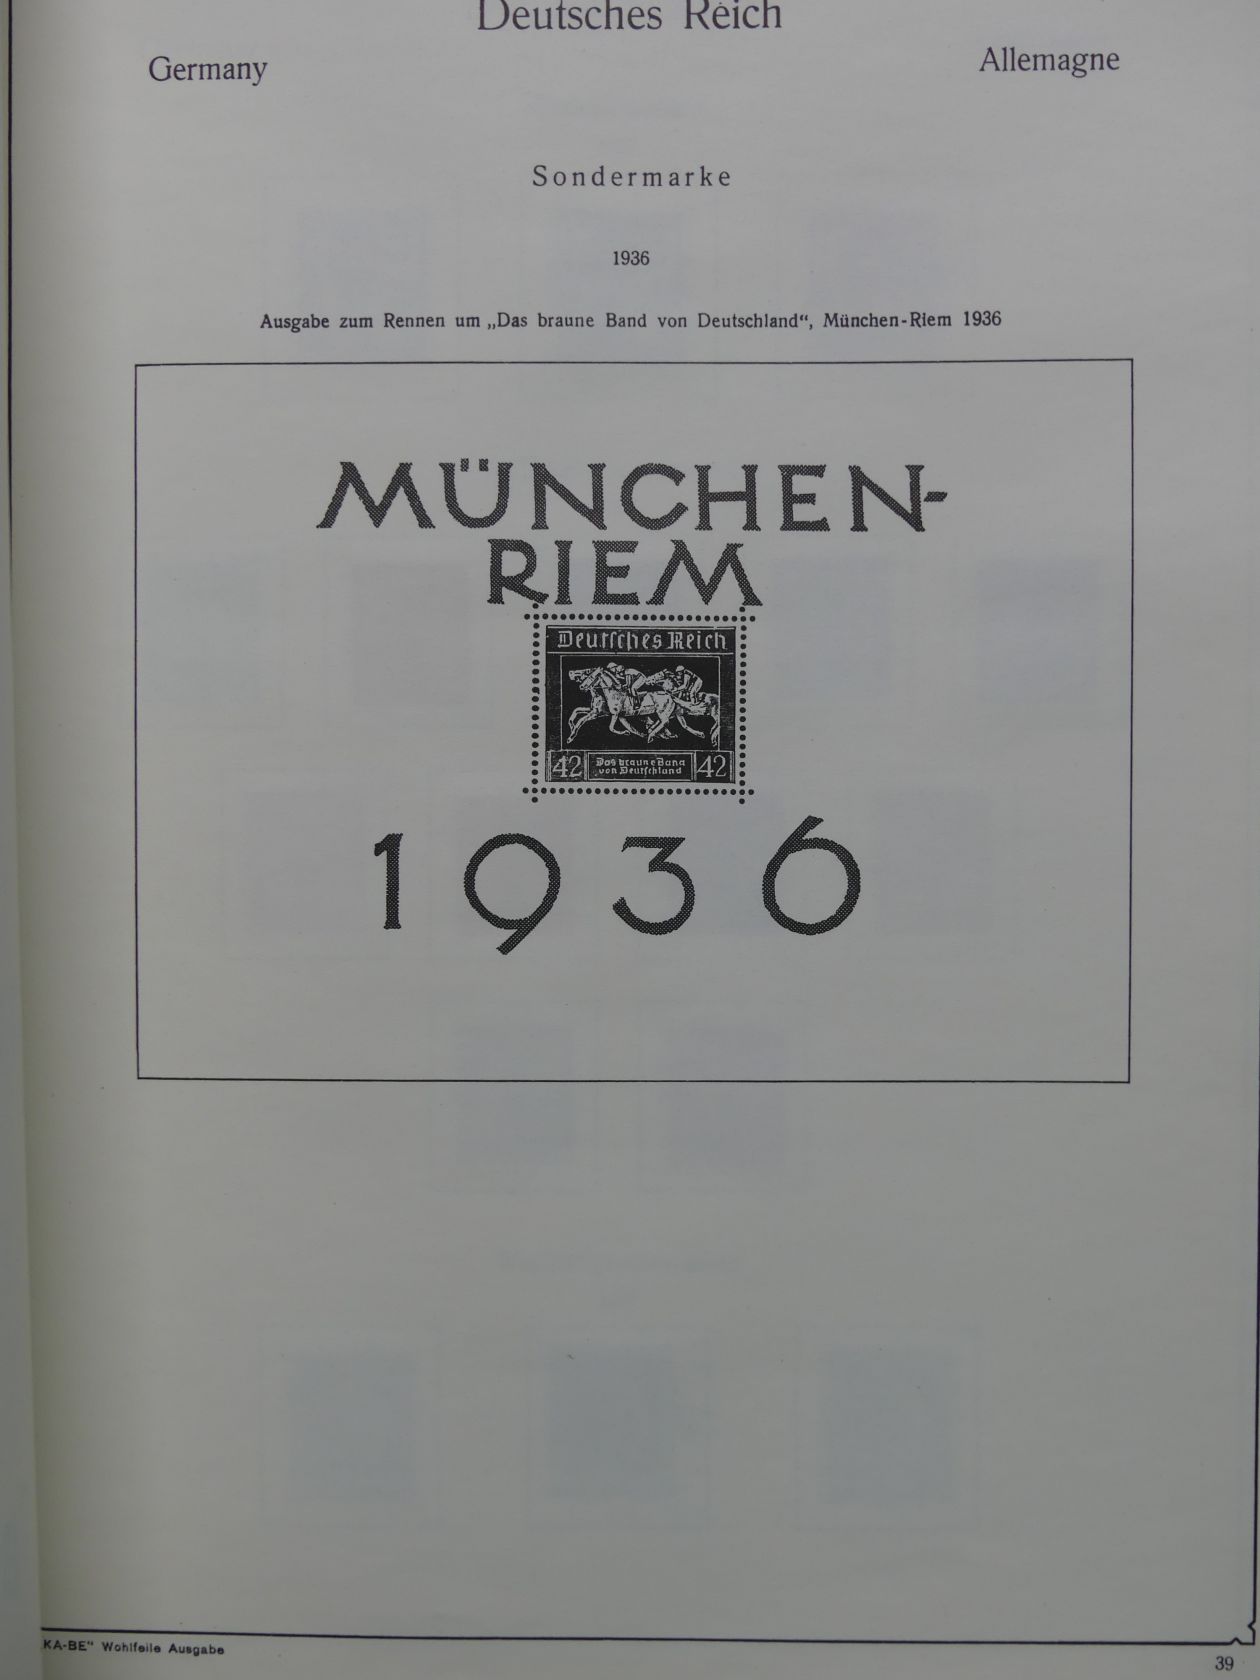 Deutsches Reich
Germany
Allemagne
Sondermarke
1936
Ausgabe zum Rennen um „Das braune Band von Deutschland“, München-Riem 1936
MÜNCHEN-
RIEM
Deutsches Reich
42 Das braune Band von Deutschland 42
1936
KA-BE“ Wohlfeile Ausgabe
39